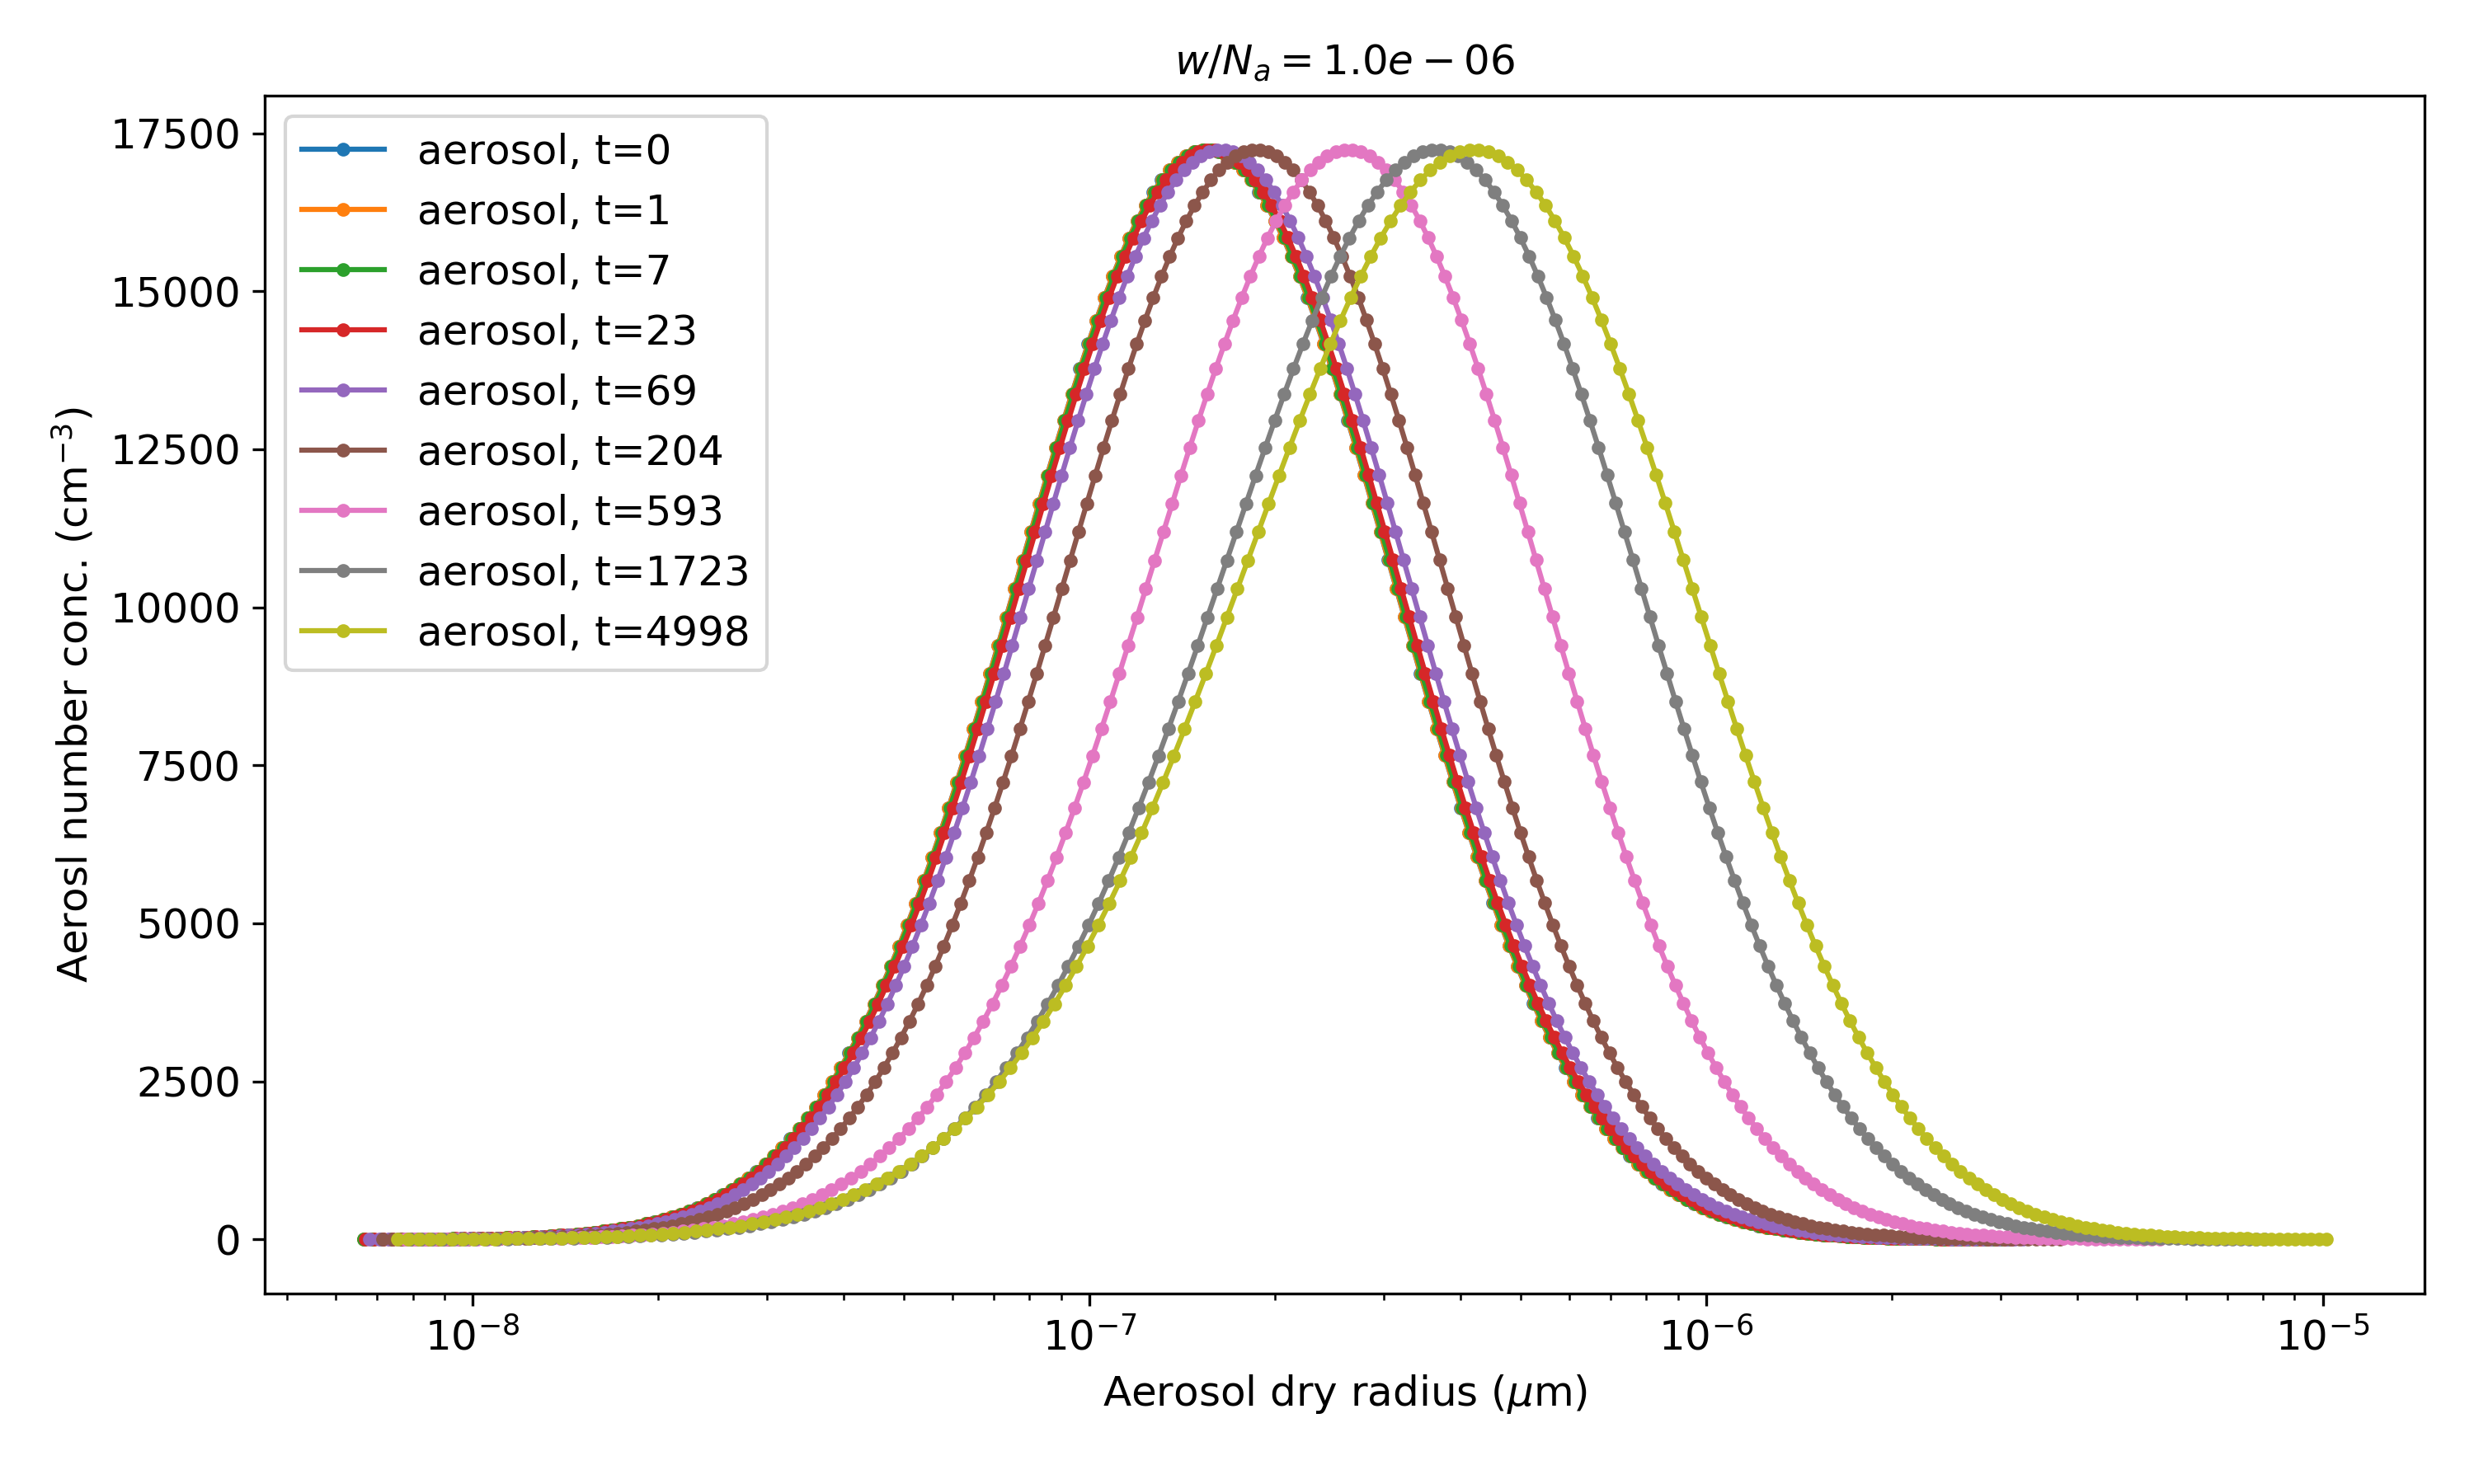 w/Nₐ = 1.0e − 06
17500
15000
12500
10000
7500
5000
2500
0
Aerosl number conc. (cm⁻³)
aerosol, t=0
aerosol, t=1
aerosol, t=7
aerosol, t=23
aerosol, t=69
aerosol, t=204
aerosol, t=593
aerosol, t=1723
aerosol, t=4998
10⁻⁸ 10⁻⁷ 10⁻⁶ 10⁻⁵
Aerosol dry radius (μm)